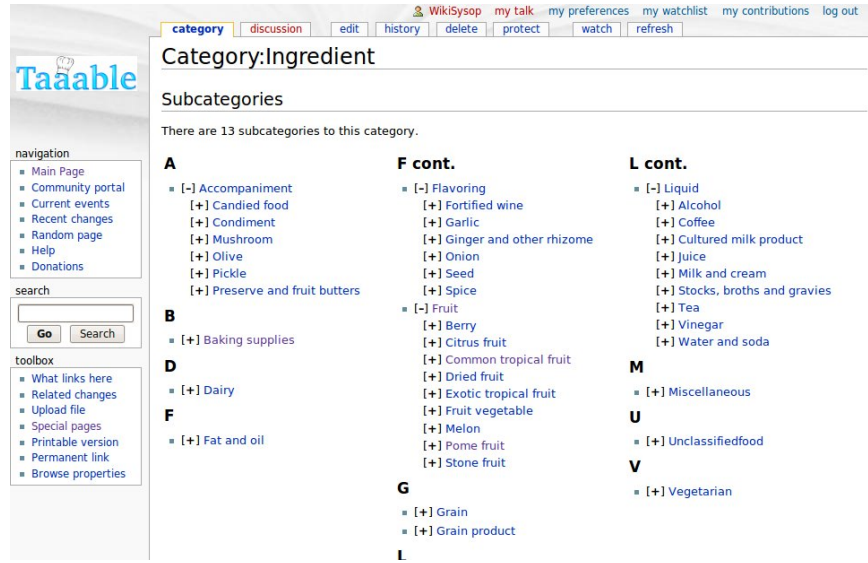 WikiSysop my talk my preferences my watchlist my contributions log out
category discussion edit history delete protect watch refresh
Taaable
Category:Ingredient
Subcategories
There are 13 subcategories to this category.
navigation
Main Page
Community portal
Current events
Recent changes
Random page
Help
Donations
search
Go Search
toolbox
What links here
Related changes
Upload file
Special pages
Printable version
Permanent link
Browse properties
A
[–] Accompaniment
[+] Candied food
[+] Condiment
[+] Mushroom
[+] Olive
[+] Pickle
[+] Preserve and fruit butters
B
[+] Baking supplies
D
[+] Dairy
F
[+] Fat and oil
F cont.
[–] Flavoring
[+] Fortified wine
[+] Garlic
[+] Ginger and other rhizome
[+] Onion
[+] Seed
[+] Spice
[–] Fruit
[+] Berry
[+] Citrus fruit
[+] Common tropical fruit
[+] Dried fruit
[+] Exotic tropical fruit
[+] Fruit vegetable
[+] Melon
[+] Pome fruit
[+] Stone fruit
G
[+] Grain
[+] Grain product
L
L cont.
[–] Liquid
[+] Alcohol
[+] Coffee
[+] Cultured milk product
[+] Juice
[+] Milk and cream
[+] Stocks, broths and gravies
[+] Tea
[+] Vinegar
[+] Water and soda
M
[+] Miscellaneous
U
[+] Unclassifiedfood
V
[+] Vegetarian